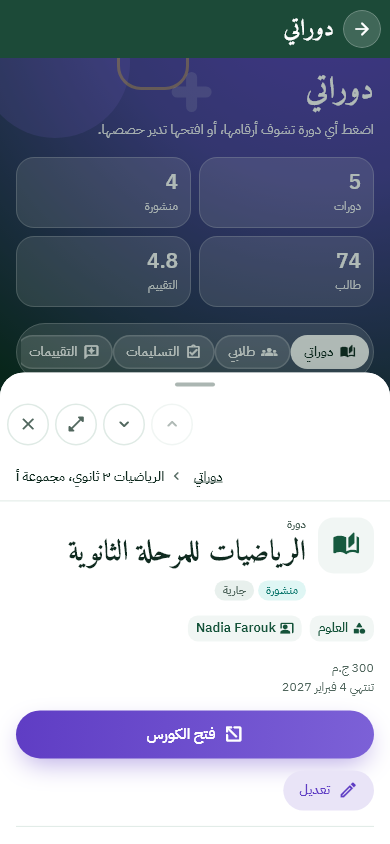 دوراتي
دوراتي
اضغط أي دورة تشوف أرقامها، أو افتحها تدير حصصها.
5
دورات
4
منشورة
74
طالب
4.8
التقييم
دوراتي
طلابي
التسليمات
التقييمات
دوراتي › الرياضيات ٣ ثانوي، مجموعة أ
دورة
الرياضيات للمرحلة الثانوية
منشورة
جارية
العلوم
Nadia Farouk
300 ج.م
تنتهي 4 فبراير 2027
فتح الكورس
تعديل